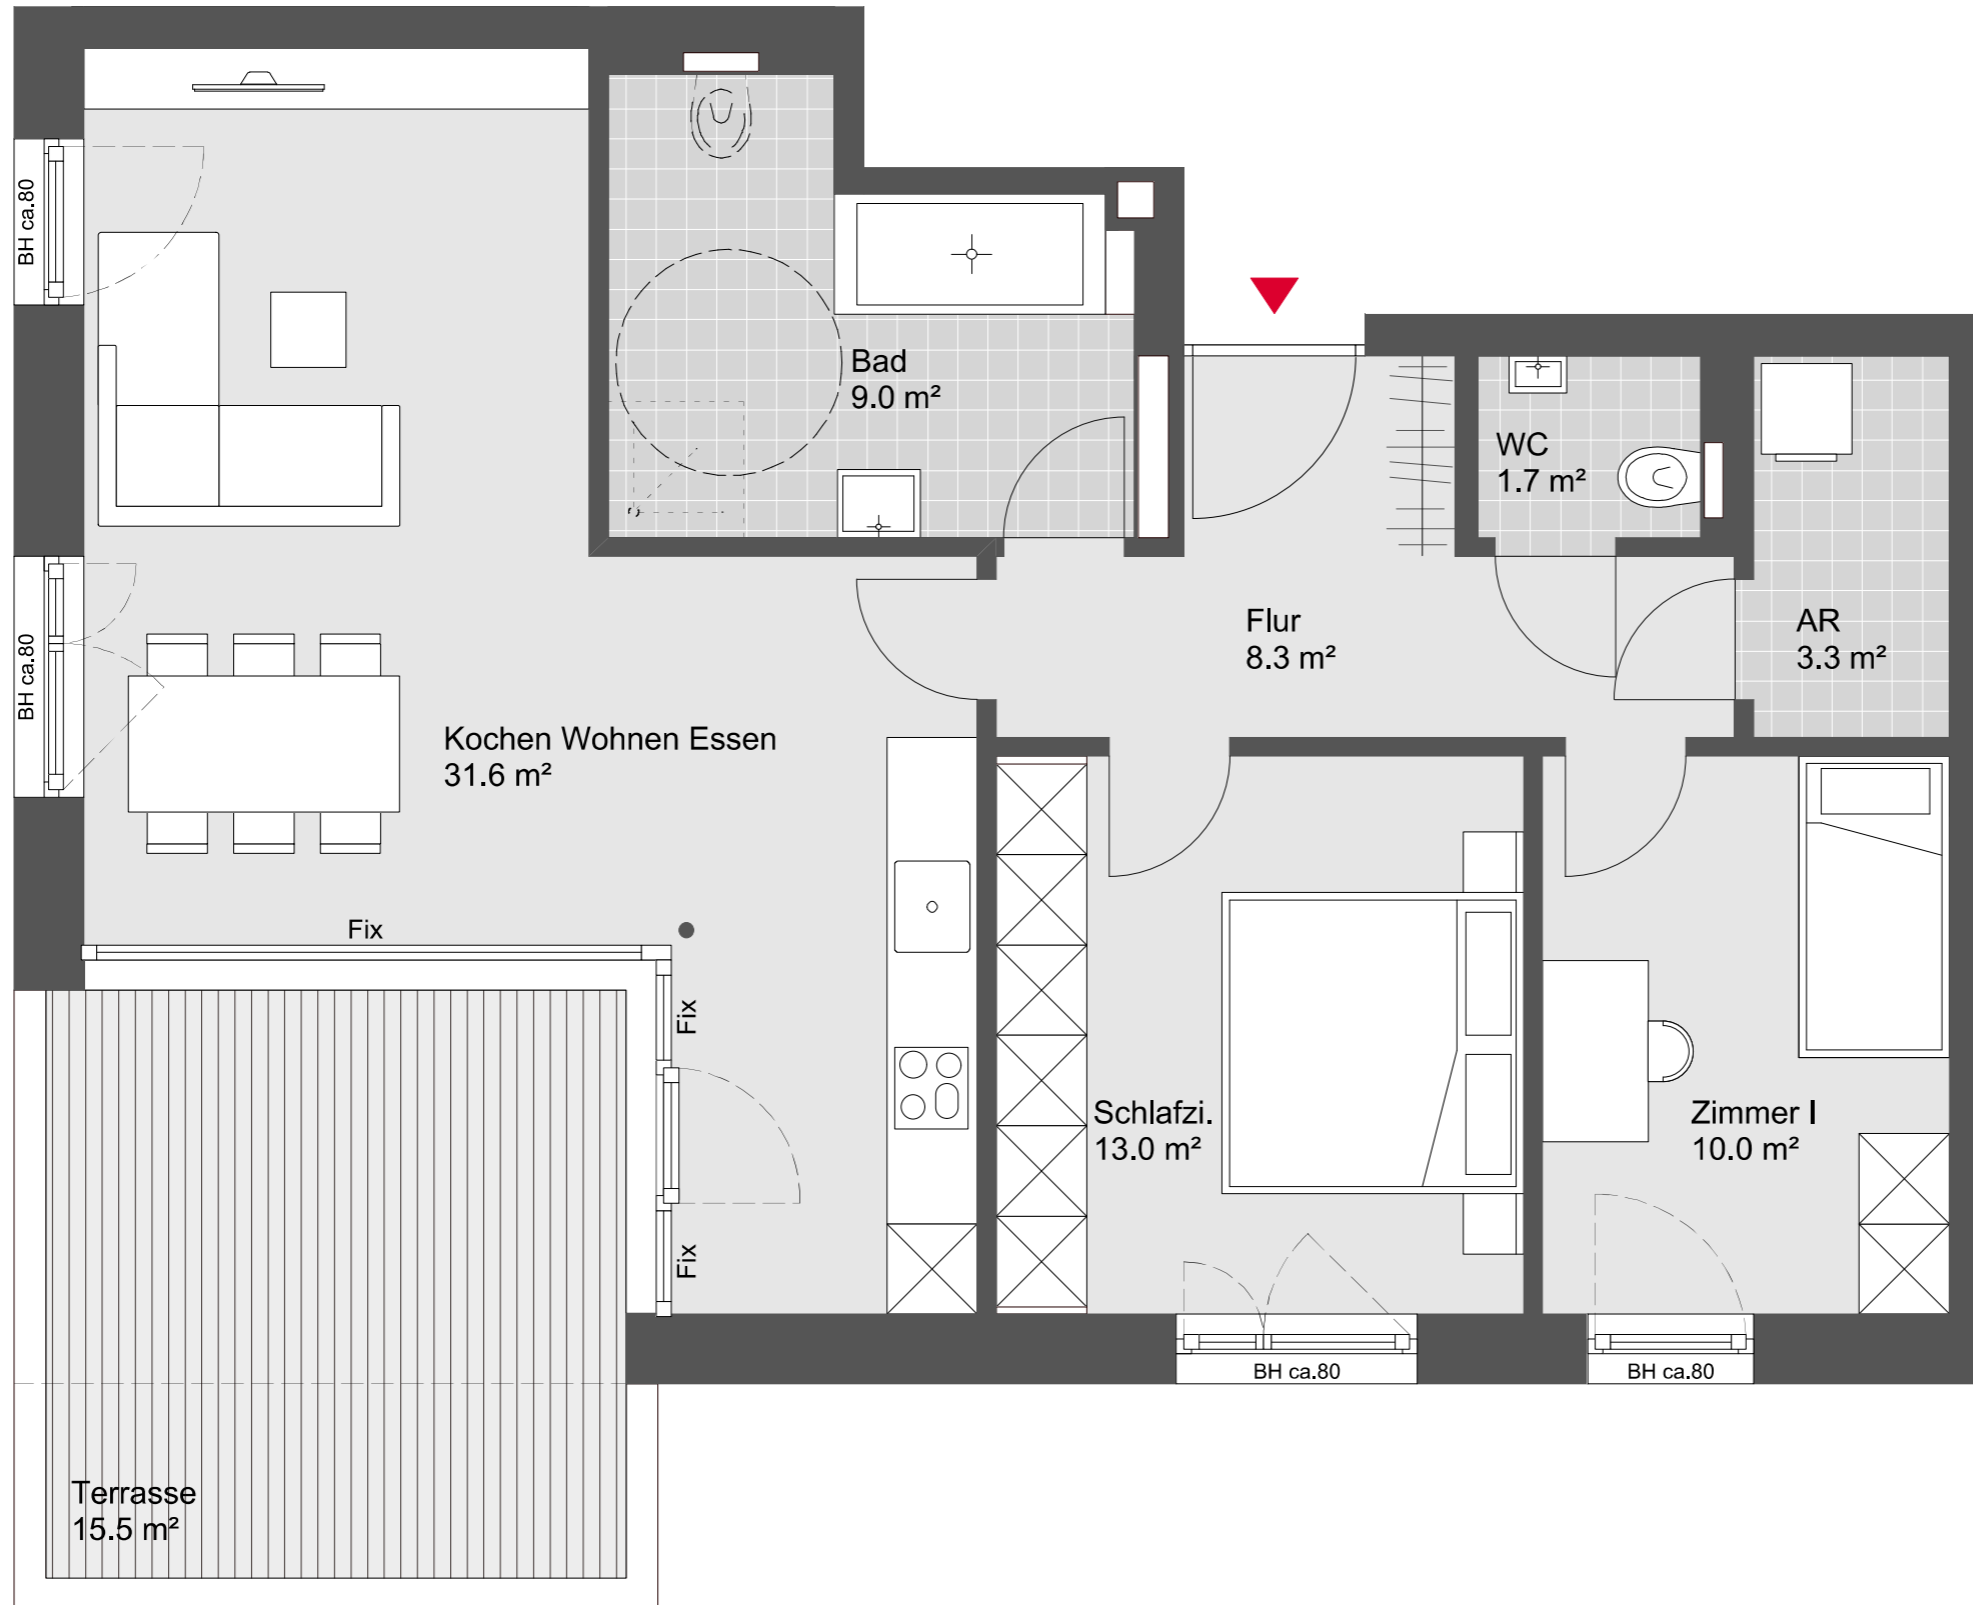 BH ca.80
Bad
9.0 m²
WC
1.7 m²
Flur
8.3 m²
AR
3.3 m²
BH ca.80
Kochen Wohnen Essen
31.6 m²
Fix
Fix
Schlafzi.
13.0 m²
Zimmer I
10.0 m²
Fix
BH ca.80
BH ca.80
Terrasse
15.5 m²